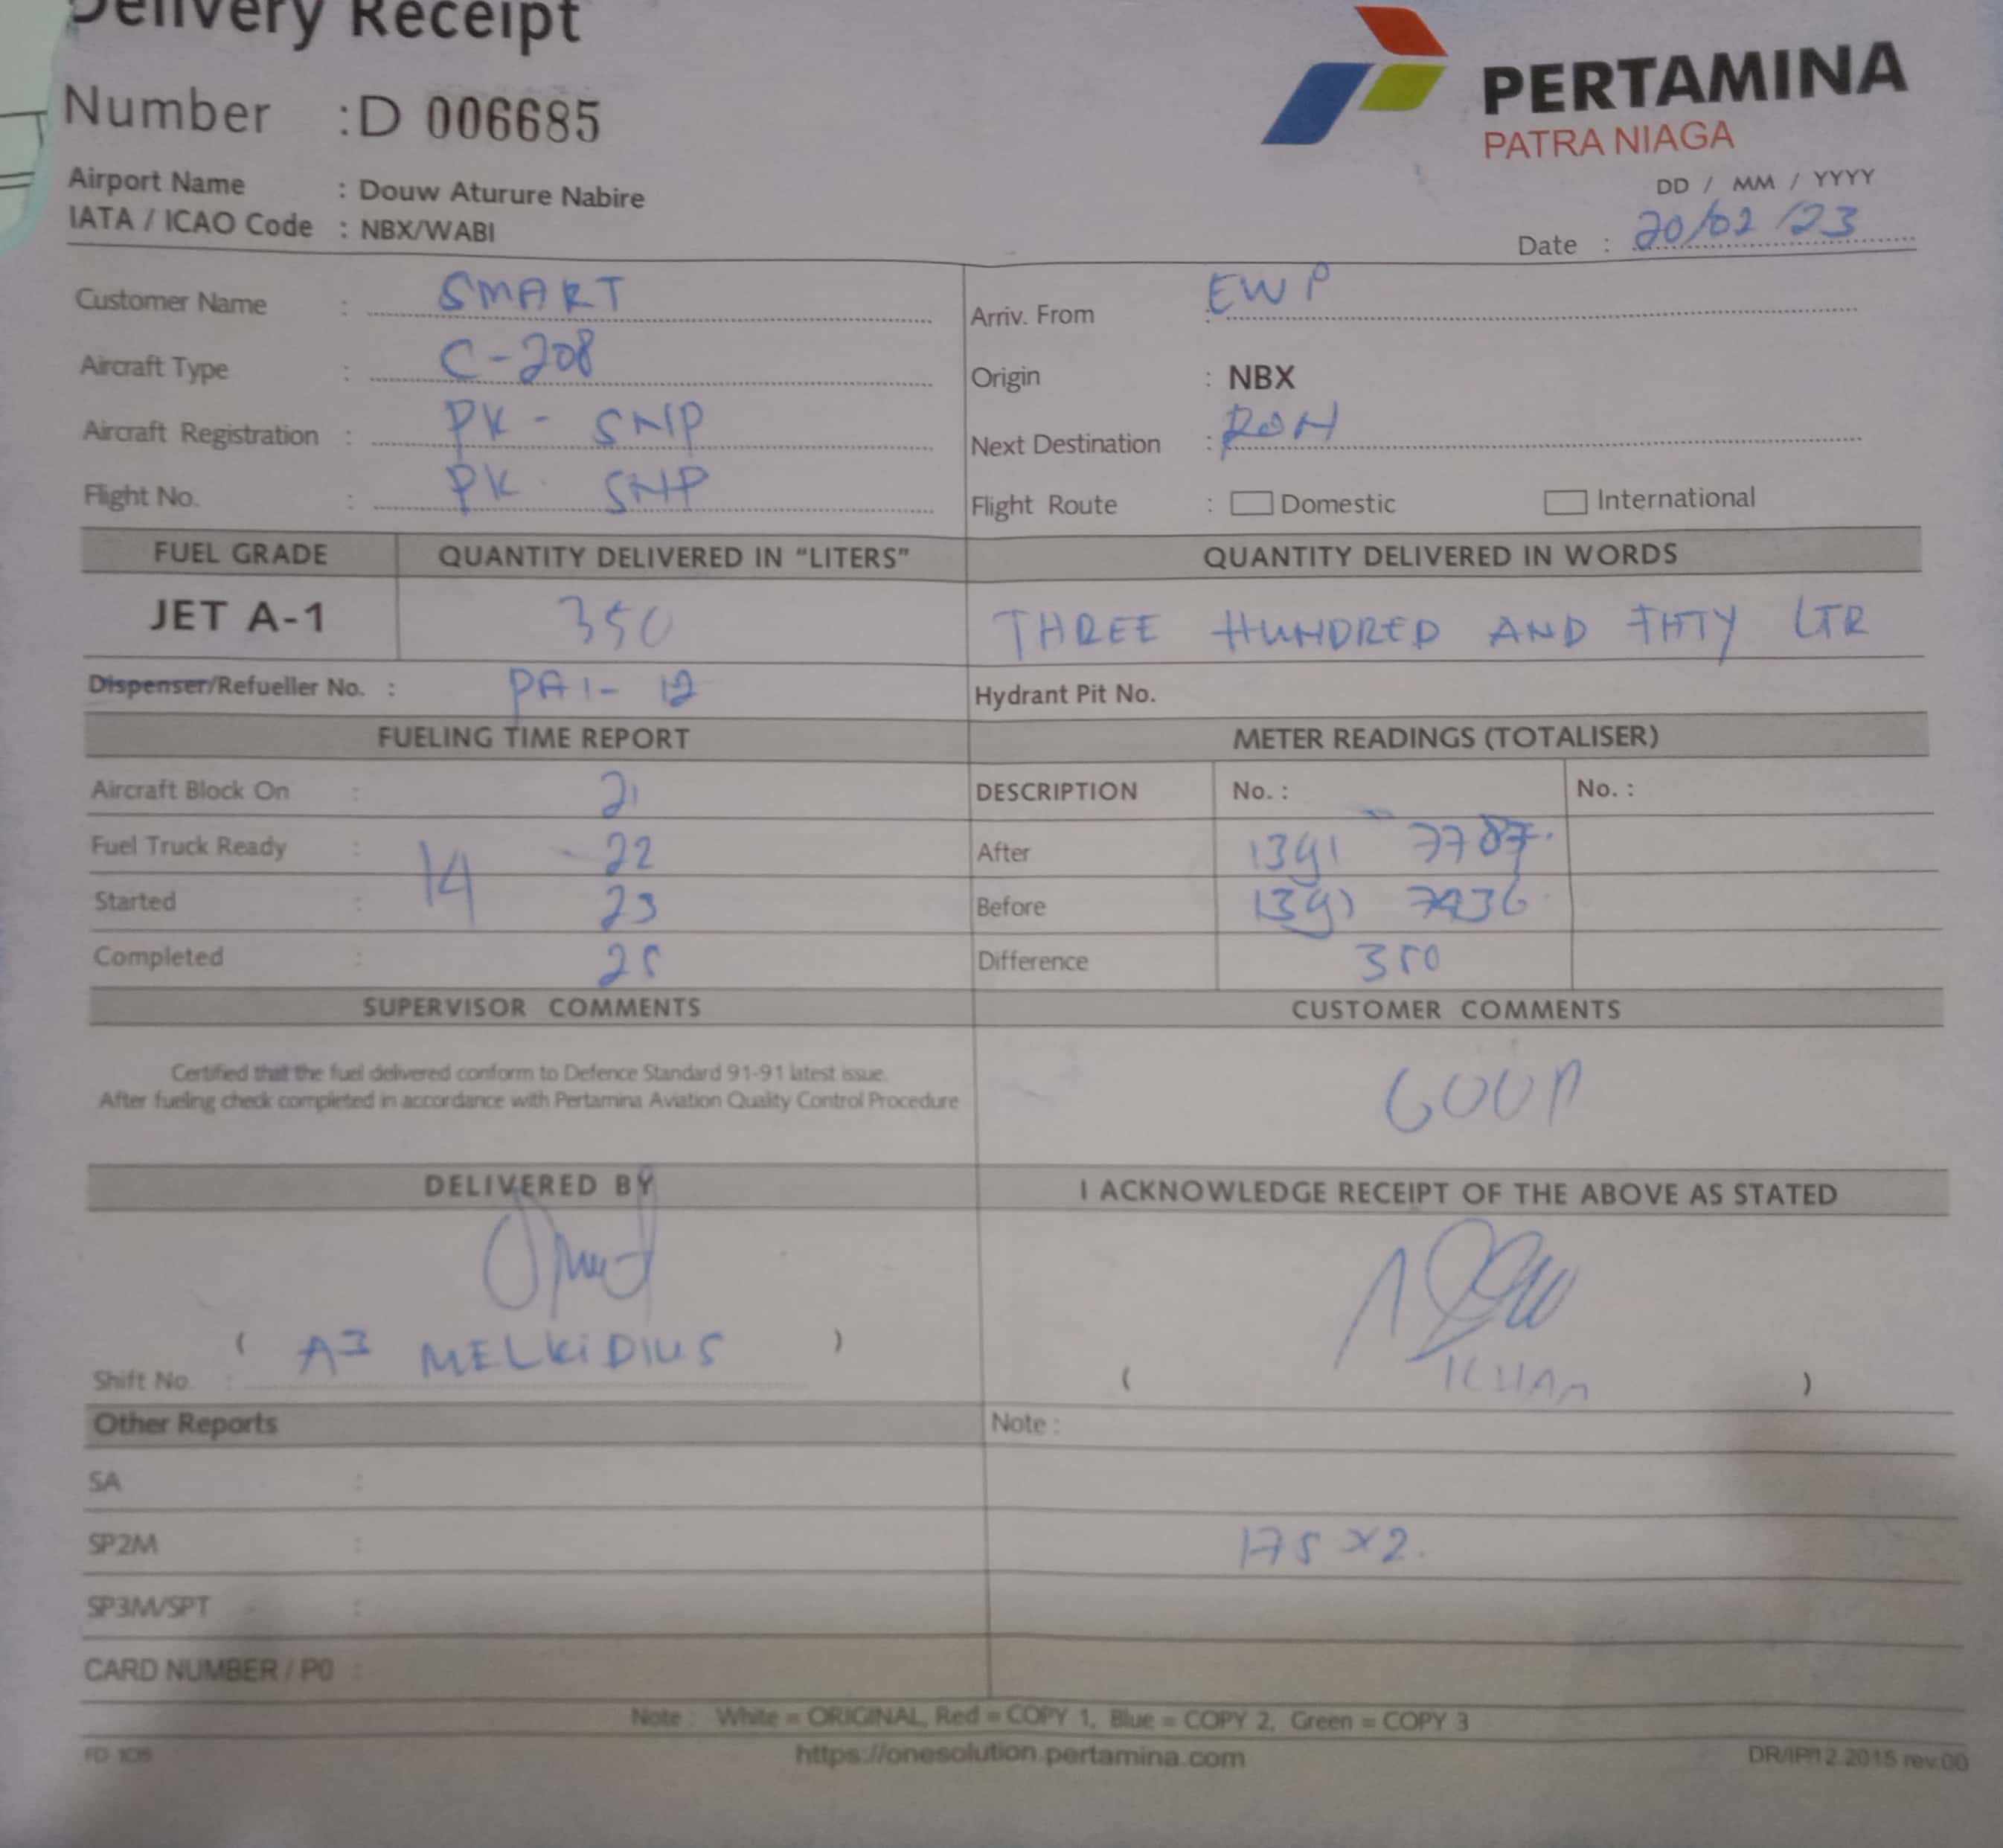 Delivery Receipt
Number : D 006685
PERTAMINA
PATRA NIAGA
Airport Name : Douw Aturure Nabire
IATA / ICAO Code : NBX/WABI
DD / MM / YYYY
Date : 20/02/23
Customer Name : SMART
Arriv. From : EWP
Aircraft Type : C-208
Origin : NBX
Aircraft Registration : PK - SNP
Next Destination :
Flight No. : PK SNP
Flight Route : Domestic International
FUEL GRADE QUANTITY DELIVERED IN "LITERS" QUANTITY DELIVERED IN WORDS
JET A-1 350 THREE HUNDRED AND LTR
Dispenser/Refueller No. : PA1- 12 Hydrant Pit No.
FUELING TIME REPORT METER READINGS (TOTALISER)
Aircraft Block On : 21 DESCRIPTION No. : No. :
Fuel Truck Ready : 22 After
14
Started : 23 Before
Completed : 25 Difference 350
SUPERVISOR COMMENTS CUSTOMER COMMENTS
Certified that the fuel delivered conform to Defence Standard 91-91 latest issue.
After fueling check completed in accordance with Pertamina Aviation Quality Control Procedure
GOOD
DELIVERED BY I ACKNOWLEDGE RECEIPT OF THE ABOVE AS STATED
( A3 MELKiDIUS )
Shift No. :
( )
Other Reports Note :
SA :
SP2M : 175 x 2.
SP3M/SPT :
CARD NUMBER / PO :
Note : White = ORIGINAL, Red = COPY 1, Blue = COPY 2, Green = COPY 3
https://onesolution.pertamina.com